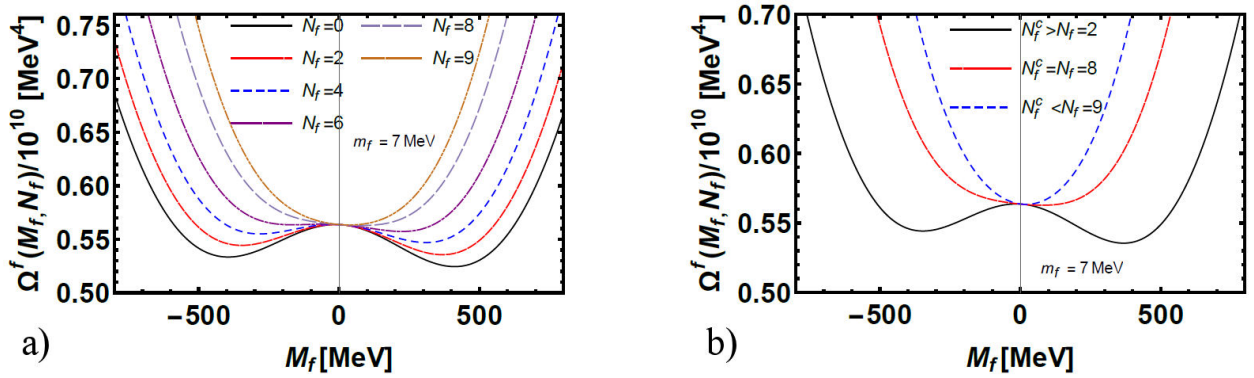 Ω^f(M_f, N_f)/10^10 [MeV^4]
0.75
0.70
0.65
0.60
0.55
0.50
N_f=0
N_f=2
N_f=4
N_f=6
N_f=8
N_f=9
m_f = 7 MeV
-500
0
500
M_f [MeV]
a)
Ω^f(M_f, N_f)/10^10 [MeV^4]
0.70
0.65
0.60
0.55
0.50
N_f^c >N_f=2
N_f^c =N_f=8
N_f^c <N_f=9
m_f = 7 MeV
-500
0
500
M_f [MeV]
b)